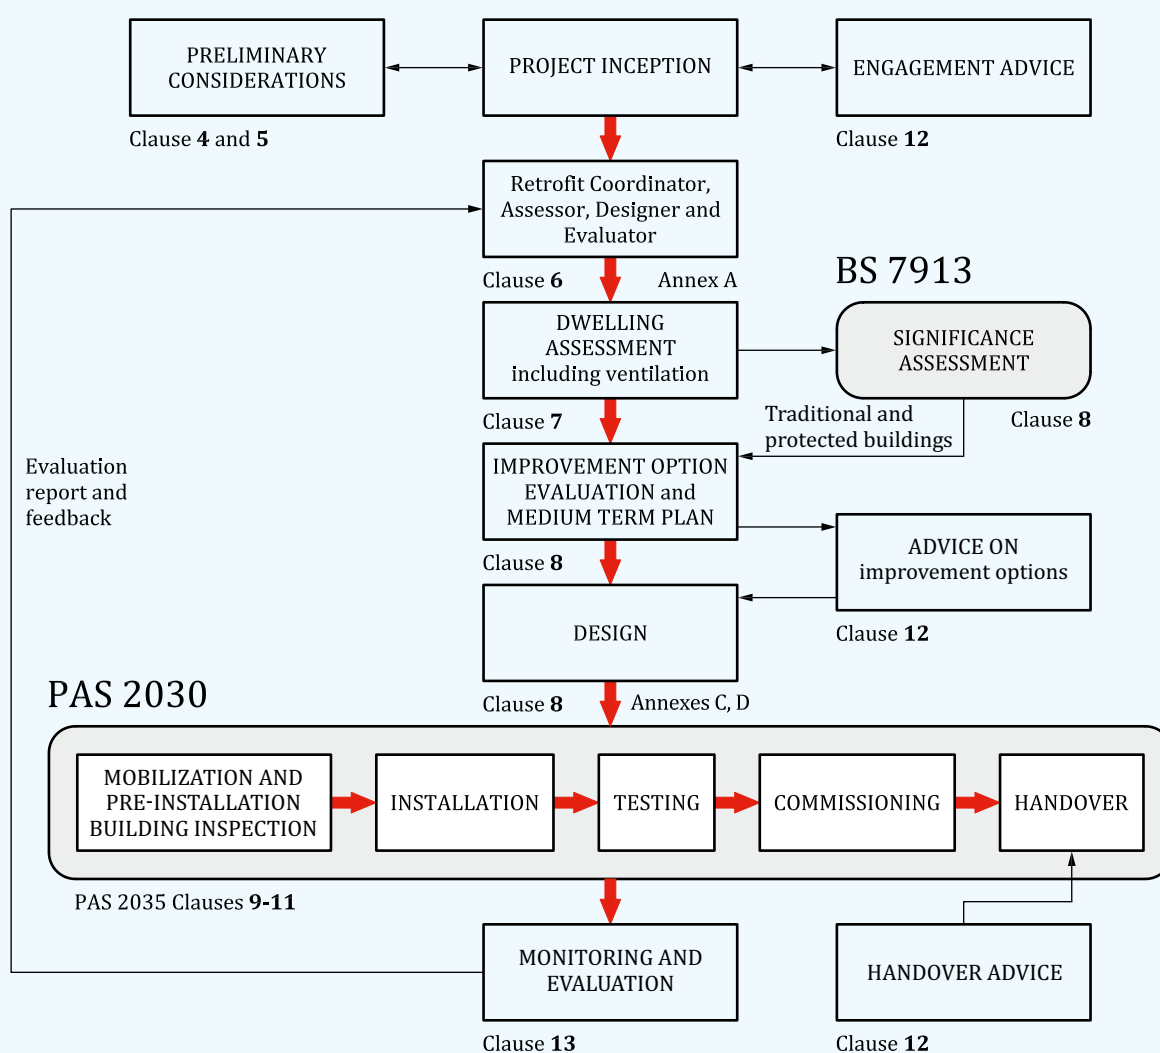 PRELIMINARY
CONSIDERATIONS
Clause 4 and 5
PROJECT INCEPTION
ENGAGEMENT ADVICE
Clause 12
Retrofit Coordinator,
Assessor, Designer and
Evaluator
Clause 6
Annex A
BS 7913
DWELLING
ASSESSMENT
including ventilation
Clause 7
SIGNIFICANCE
ASSESSMENT
Clause 8
Traditional and
protected buildings
Evaluation
report and
feedback
IMPROVEMENT OPTION
EVALUATION and
MEDIUM TERM PLAN
Clause 8
ADVICE ON
improvement options
Clause 12
DESIGN
Clause 8
Annexes C, D
PAS 2030
MOBILIZATION AND
PRE-INSTALLATION
BUILDING INSPECTION
INSTALLATION
TESTING
COMMISSIONING
HANDOVER
PAS 2035 Clauses 9-11
MONITORING AND
EVALUATION
Clause 13
HANDOVER ADVICE
Clause 12